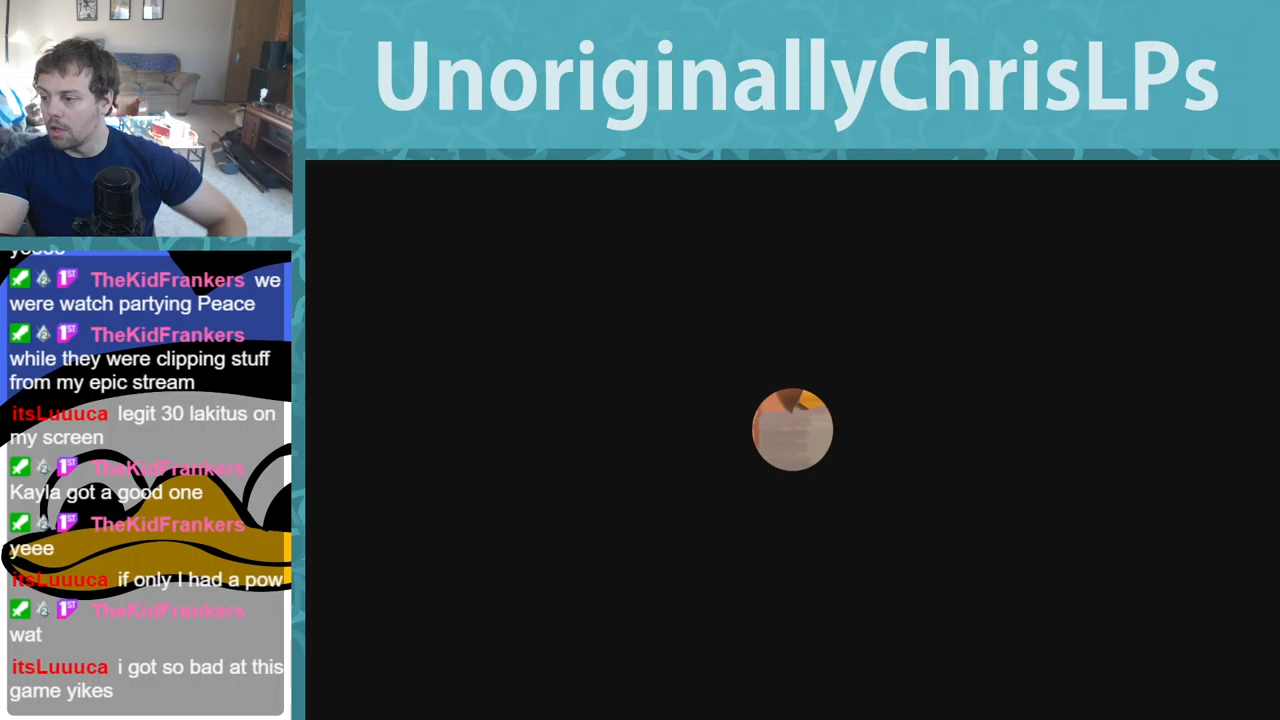 UnoriginallyChrisLPs
TheKidFrankers we
were watch partying Peace
TheKidFrankers
while they were clipping stuff
from my epic stream
itsLuuuca legit 30 lakitus on
my screen
TheKidFrankers
Kayla got a good one
TheKidFrankers
yeee
itsLuuuca if only I had a pow
TheKidFrankers
wat
itsLuuuca i got so bad at this
game yikes